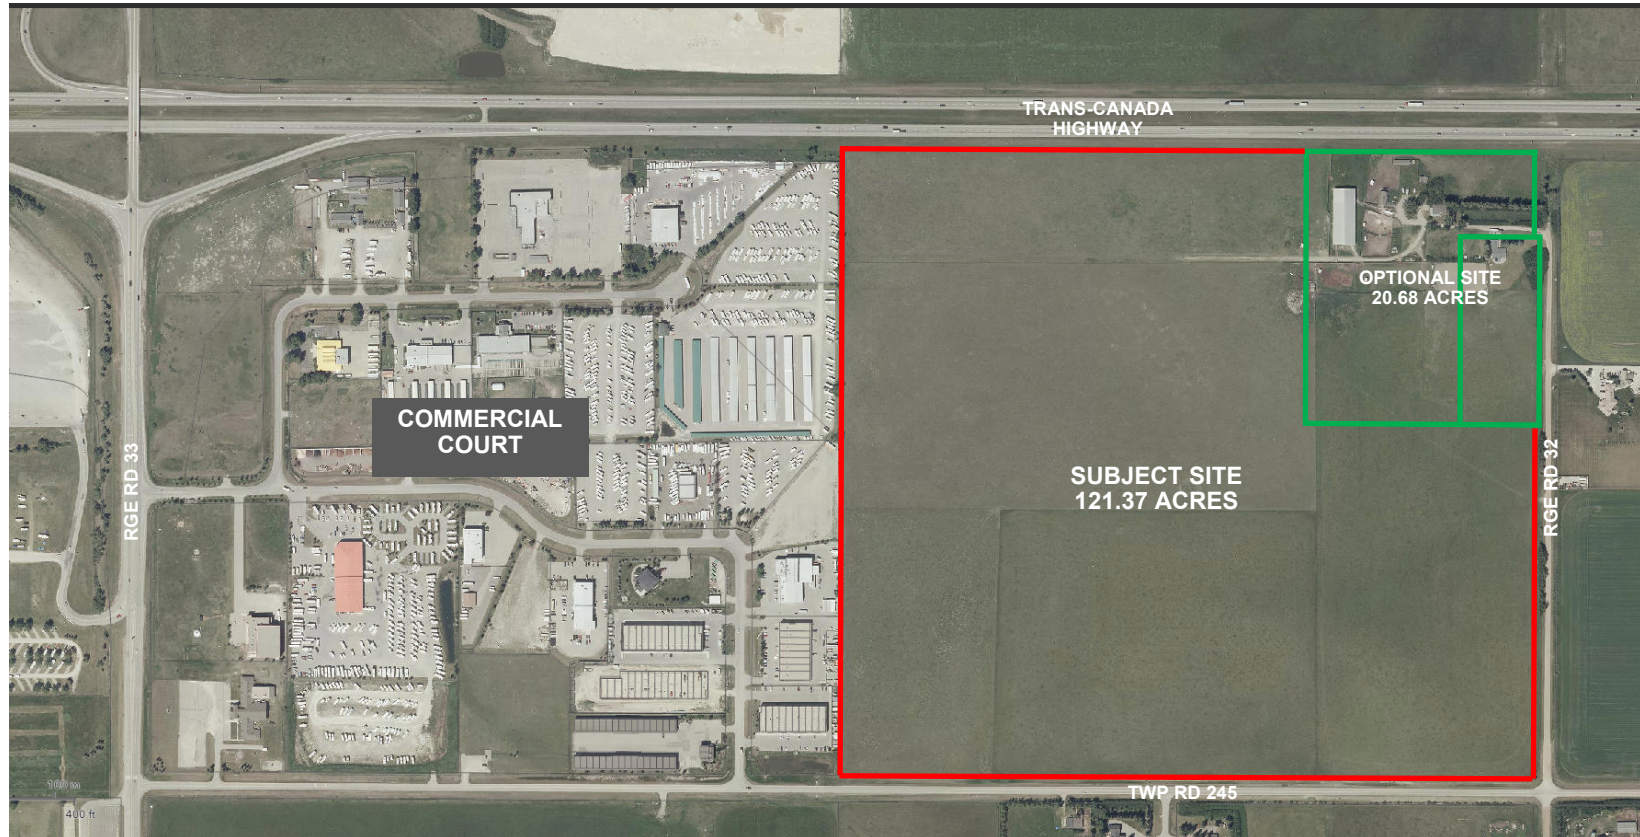 TRANS-CANADA
HIGHWAY
OPTIONAL SITE
20.68 ACRES
COMMERCIAL
COURT
RGE RD 33
SUBJECT SITE
121.37 ACRES
RGE RD 32
TWP RD 245
100 m
400 ft